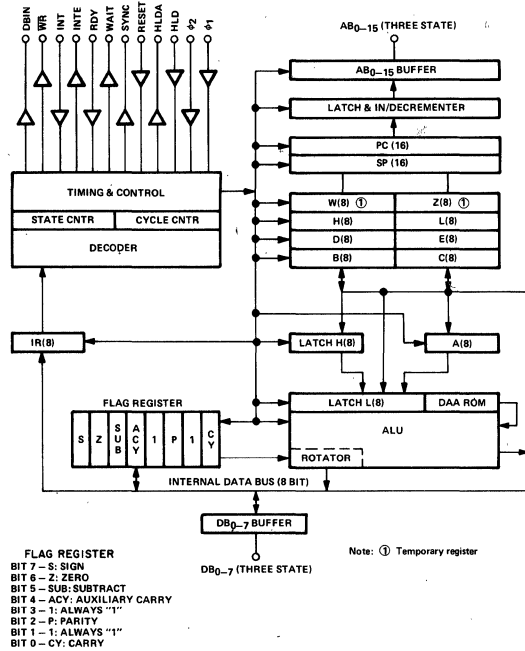 DBIN
WR
INT
INTE
RDY
WAIT
SYNC
RESET
HLDA
HLD
ϕ2
ϕ1
AB0–15 (THREE STATE)
AB0–15 BUFFER
LATCH & IN/DECREMENTER
PC (16)
SP (16)
TIMING & CONTROL
STATE CNTR
CYCLE CNTR
DECODER
W(8) ①
Z(8) ①
H(8)
L(8)
D(8)
E(8)
B(8)
C(8)
IR(8)
LATCH H(8)
A(8)
FLAG REGISTER
S
Z
SUB
ACY
1
P
1
CY
LATCH L(8)
DAA ROM
ALU
ROTATOR
INTERNAL DATA BUS (8 BIT)
DB0–7 BUFFER
DB0–7 (THREE STATE)
Note: ① Temporary register
FLAG REGISTER
BIT 7 – S: SIGN
BIT 6 – Z: ZERO
BIT 5 – SUB: SUBTRACT
BIT 4 – ACY: AUXILIARY CARRY
BIT 3 – 1: ALWAYS "1"
BIT 2 – P: PARITY
BIT 1 – 1: ALWAYS "1"
BIT 0 – CY: CARRY